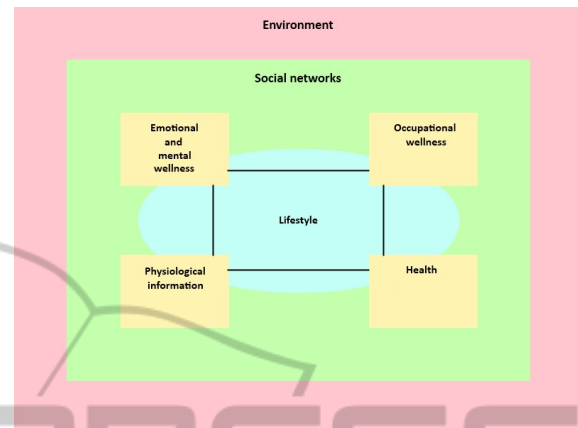 Environment
Social networks
Emotional
and
mental
wellness
Occupational
wellness
Lifestyle
Physiological
information
Health